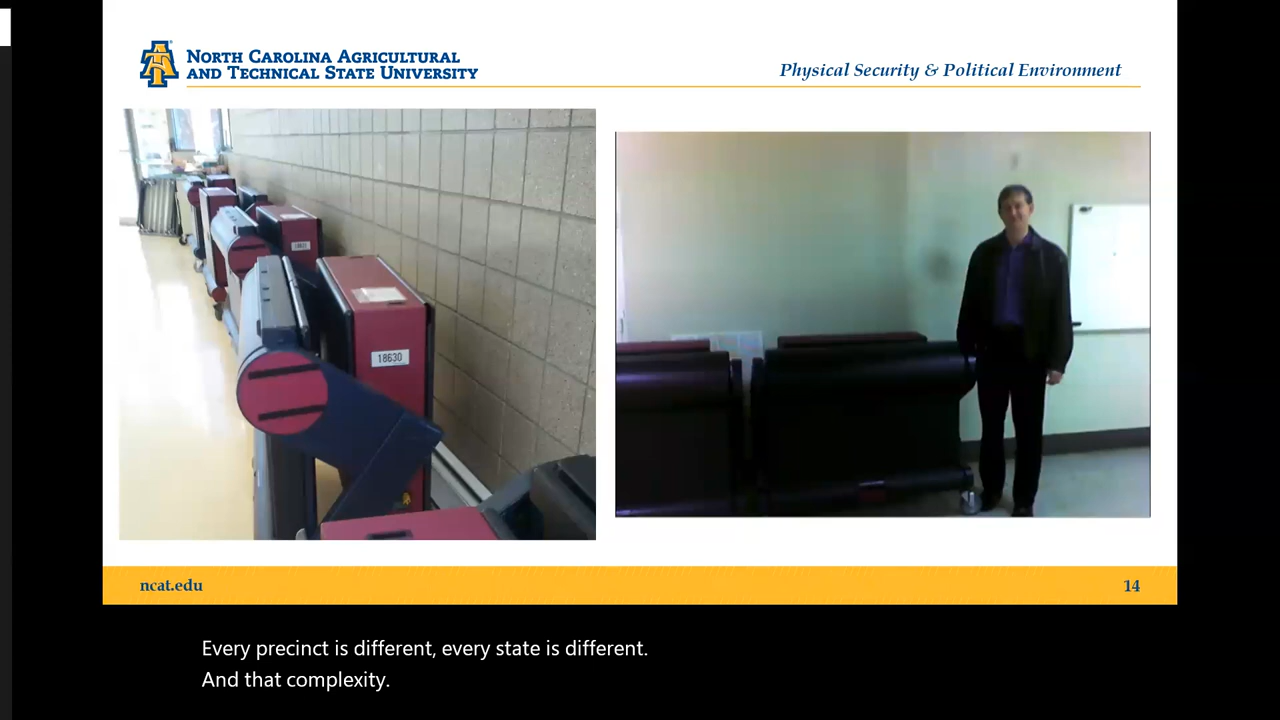 NORTH CAROLINA AGRICULTURAL
AND TECHNICAL STATE UNIVERSITY
Physical Security & Political Environment
18630
ncat.edu
14
Every precinct is different, every state is different.
And that complexity.